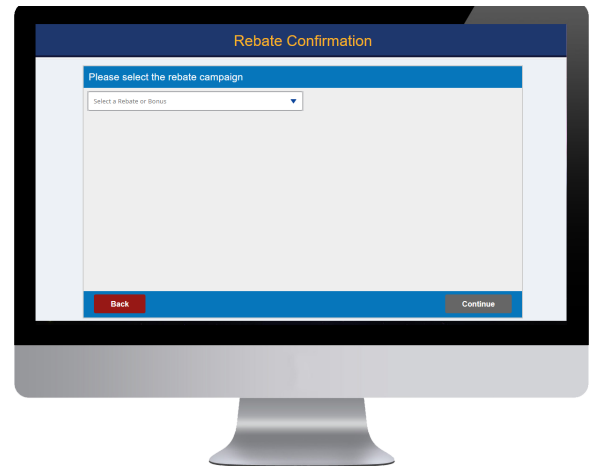 Rebate Confirmation
Please select the rebate campaign
Select a Rebate or Bonus
Back
Continue